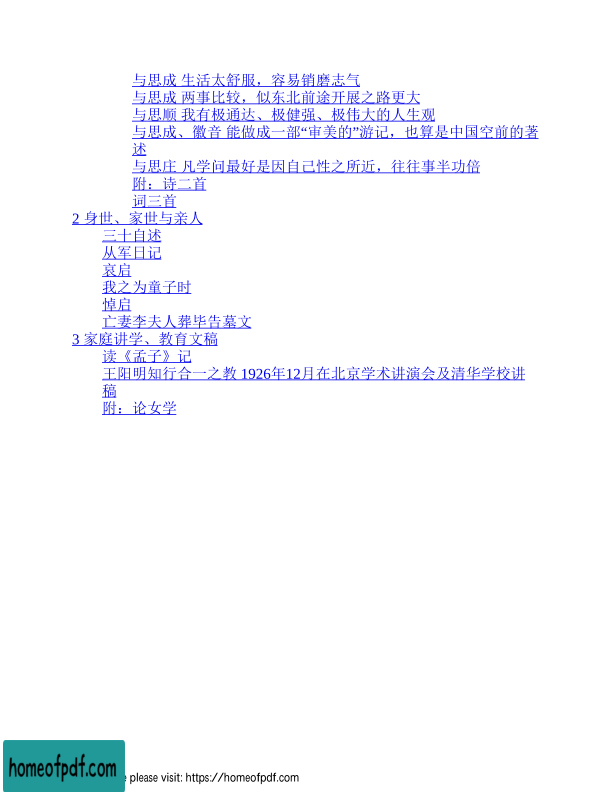 与思成 生活太舒服，容易销磨志气
与思成 两事比较，似东北前途开展之路更大
与思顺 我有极通达、极健强、极伟大的人生观
与思成、徽音 能做成一部“审美的”游记，也算是中国空前的著
述
与思庄 凡学问最好是因自己性之所近，往往事半功倍
附：诗二首
词三首
2 身世、家世与亲人
三十自述
从军日记
哀启
我之为童子时
悼启
亡妻李夫人葬毕告墓文
3 家庭讲学、教育文稿
读《孟子》记
王阳明知行合一之教 1926年12月在北京学术讲演会及清华学校讲
稿
附：论女学
homeofpdf.com
please visit: https://homeofpdf.com